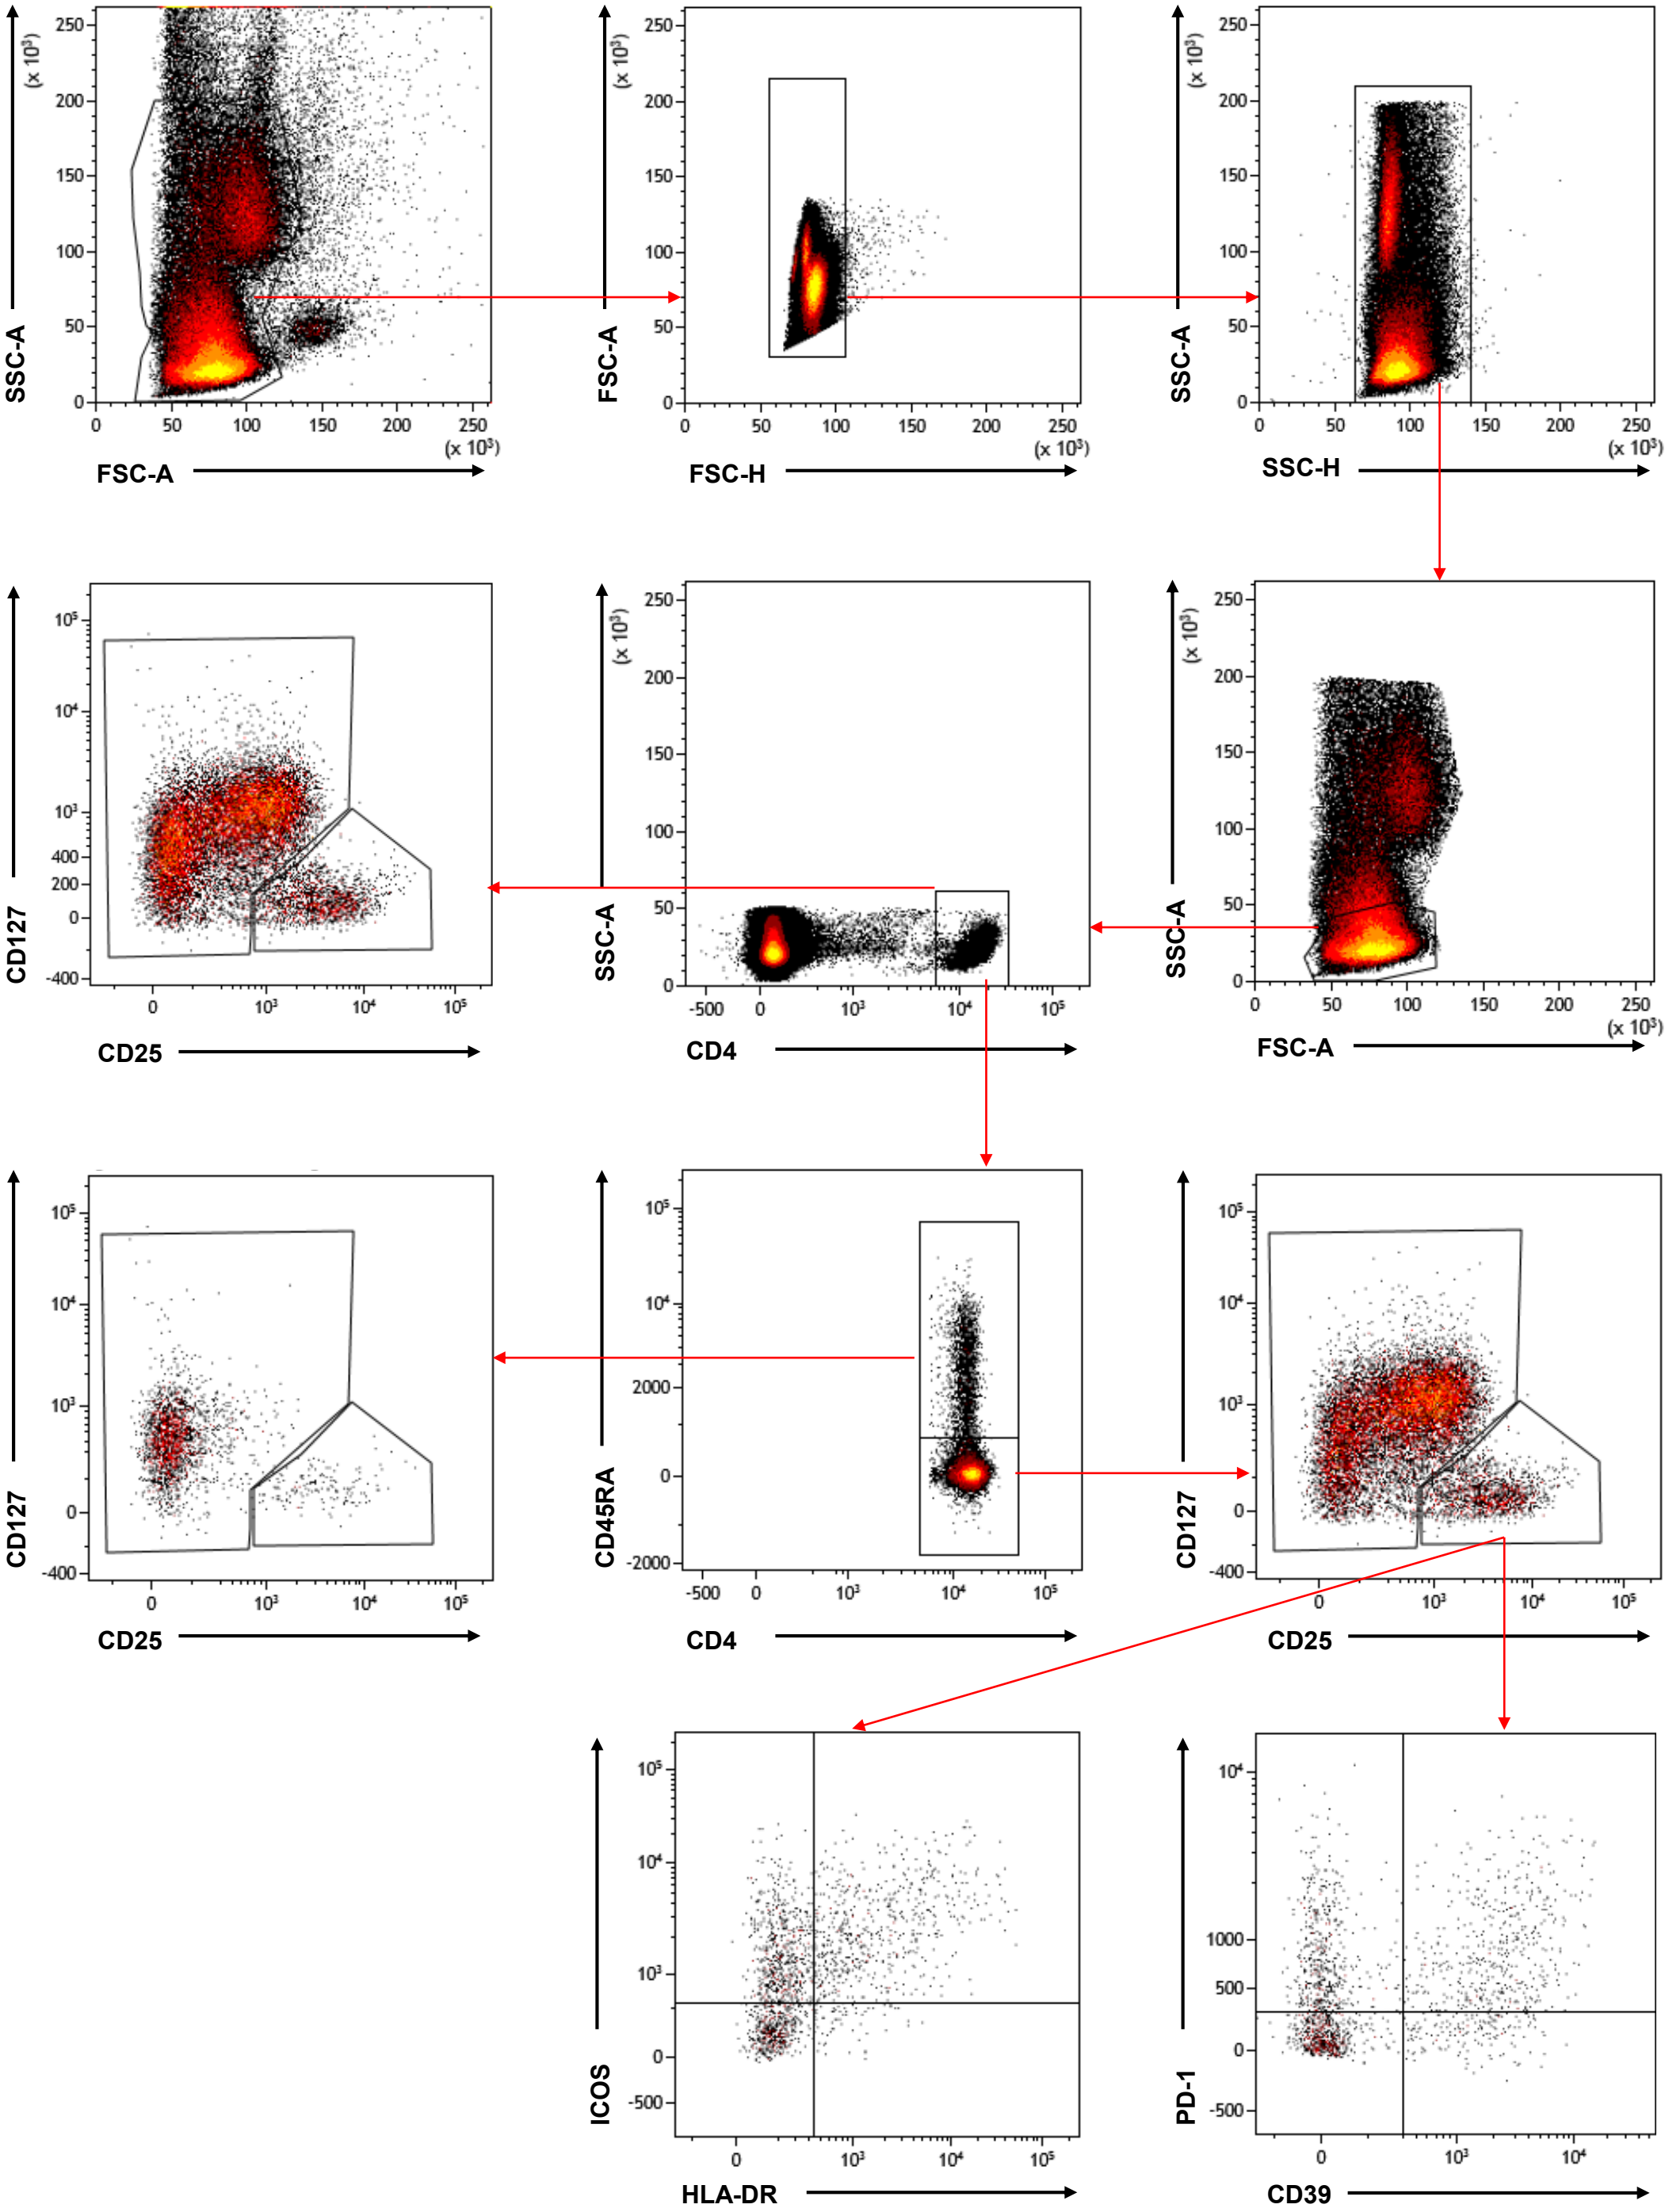 250
200
150
100
50
0
(x 10³)
SSC-A
0 50 100 150 200 250
(x 10³)
FSC-A
250
200
150
100
50
0
(x 10³)
FSC-A
0 50 100 150 200 250
(x 10³)
FSC-H
250
200
150
100
50
0
(x 10³)
SSC-A
0 50 100 150 200 250
(x 10³)
SSC-H
10⁵
10⁴
10³
400
200
0
-400
CD127
0 10³ 10⁴ 10⁵
CD25
250
200
150
100
50
0
(x 10³)
SSC-A
-500 0 10³ 10⁴ 10⁵
CD4
250
200
150
100
50
0
(x 10³)
SSC-A
0 50 100 150 200 250
(x 10³)
FSC-A
10⁵
10⁴
10³
0
-400
CD127
0 10³ 10⁴ 10⁵
CD25
10⁵
10⁴
2000
0
-2000
CD45RA
-500 0 10³ 10⁴ 10⁵
CD4
10⁵
10⁴
10³
0
-400
CD127
0 10³ 10⁴ 10⁵
CD25
10⁵
10⁴
10³
0
-500
ICOS
0 10³ 10⁴ 10⁵
HLA-DR
10⁴
1000
500
0
-500
PD-1
0 10³ 10⁴
CD39